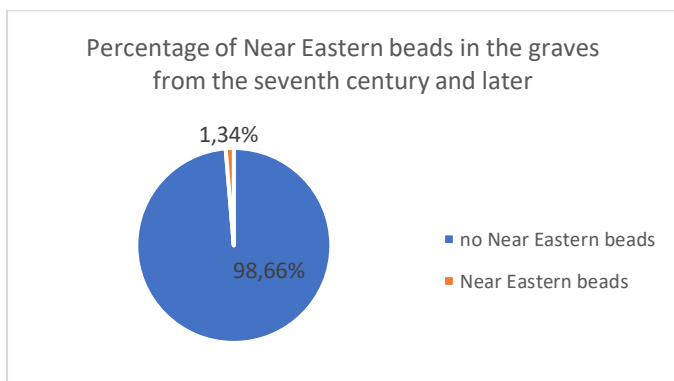 Percentage of Near Eastern beads in the graves
from the seventh century and later
1,34%
98,66%
no Near Eastern beads
Near Eastern beads